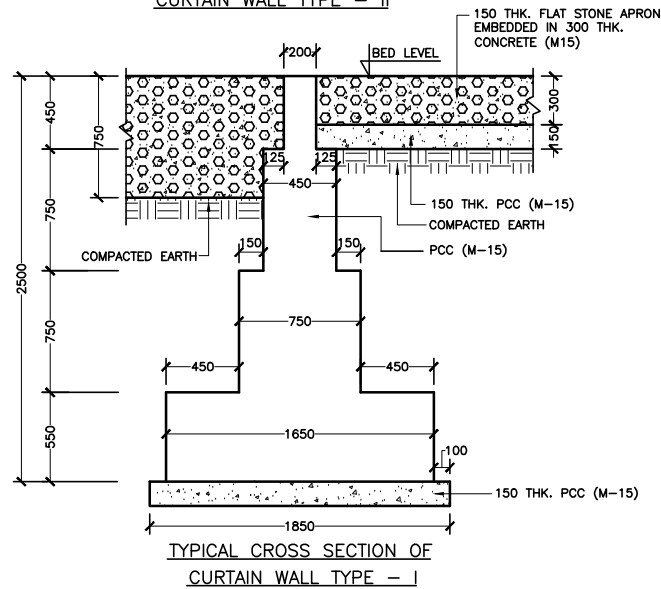 CURTAIN WALL TYPE – II
150 THK. FLAT STONE APRON
EMBEDDED IN 300 THK.
CONCRETE (M15)
200
BED LEVEL
450
750
300
150
125
125
450
150 THK. PCC (M-15)
COMPACTED EARTH
750
COMPACTED EARTH
150
150
PCC (M-15)
2500
750
750
450
450
550
1650
100
150 THK. PCC (M-15)
1850
TYPICAL CROSS SECTION OF
CURTAIN WALL TYPE – I